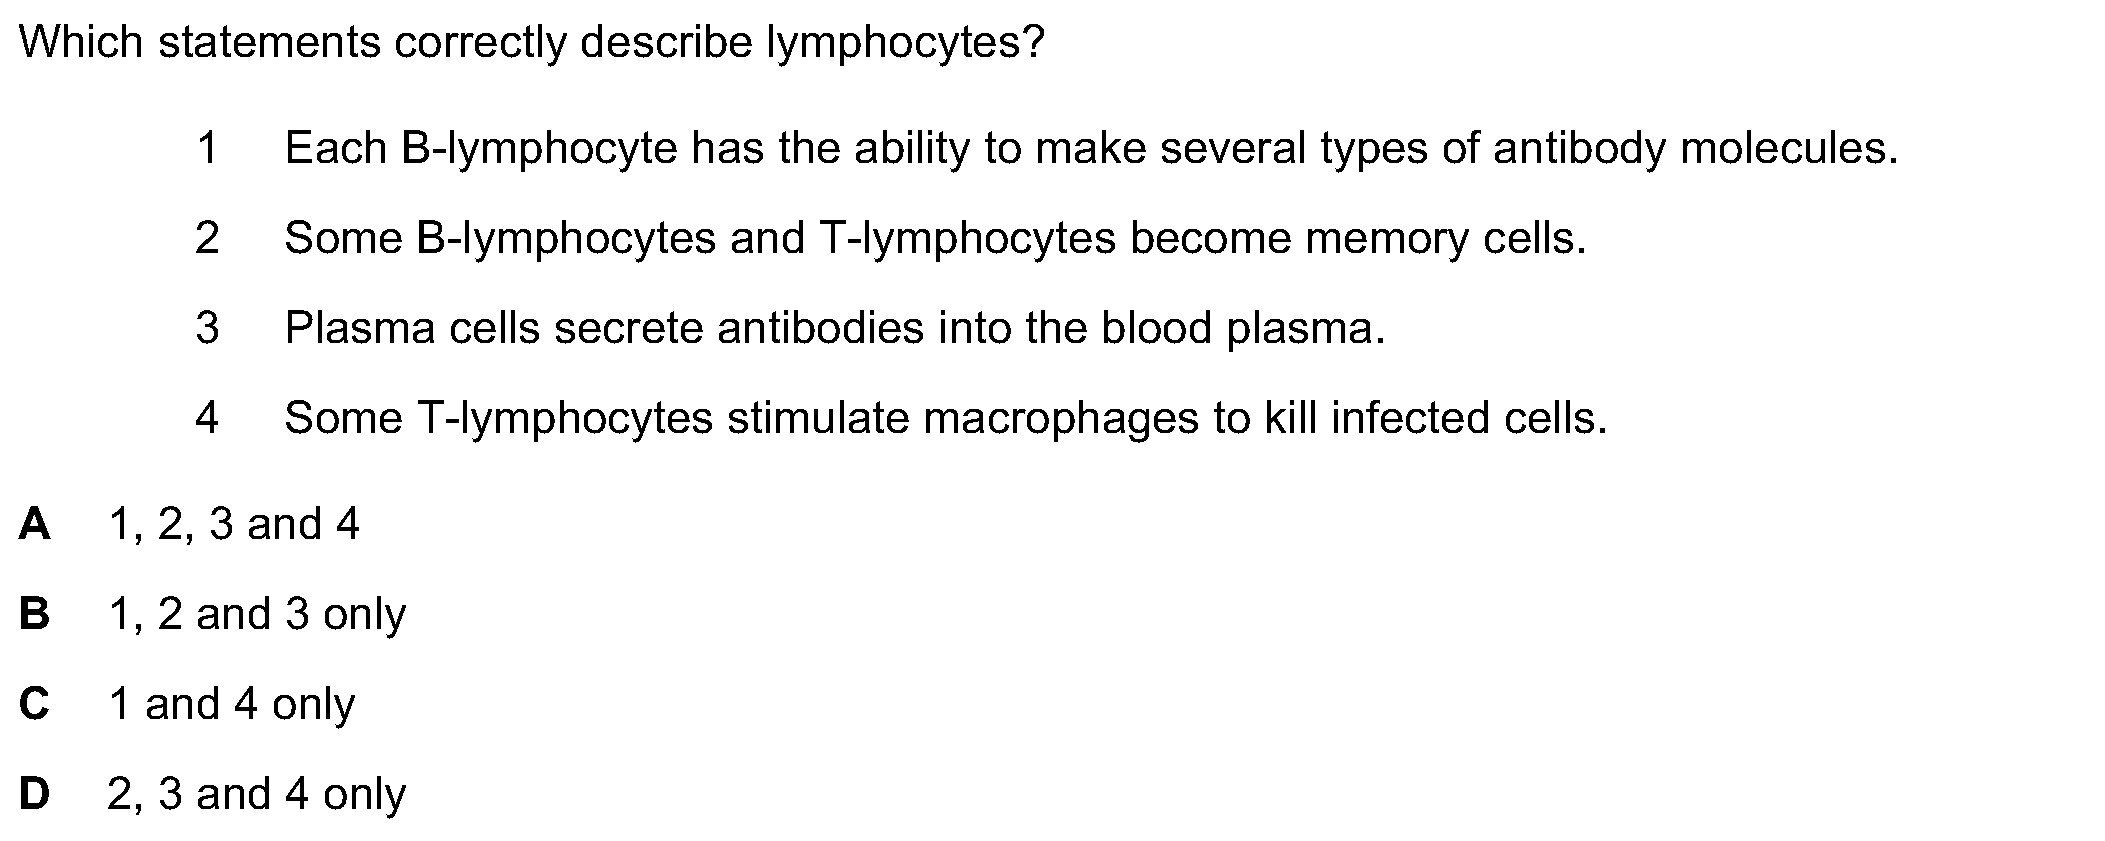 Which statements correctly describe lymphocytes?
1 Each B-lymphocyte has the ability to make several types of antibody molecules.
2 Some B-lymphocytes and T-lymphocytes become memory cells.
3 Plasma cells secrete antibodies into the blood plasma.
4 Some T-lymphocytes stimulate macrophages to kill infected cells.
A 1, 2, 3 and 4
B 1, 2 and 3 only
C 1 and 4 only
D 2, 3 and 4 only